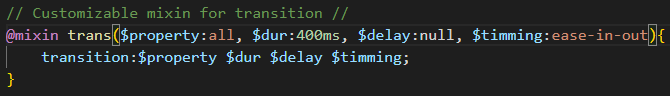 // Customizable mixin for transition //
@mixin trans($property:all, $dur:400ms, $delay:null, $timming:ease-in-out){
    transition:$property $dur $delay $timming;
}